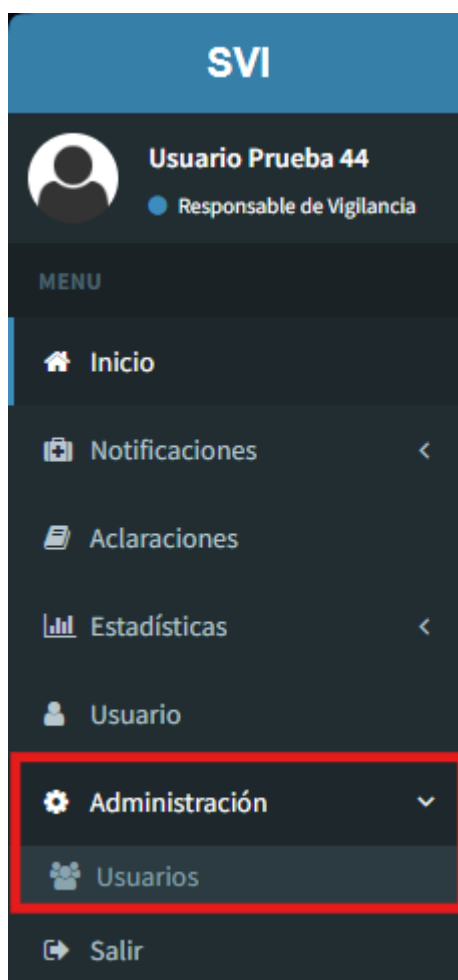 SVI
Usuario Prueba 44
Responsable de Vigilancia
MENU
Inicio
Notificaciones
Aclaraciones
Estadísticas
Usuario
Administración
Usuarios
Salir